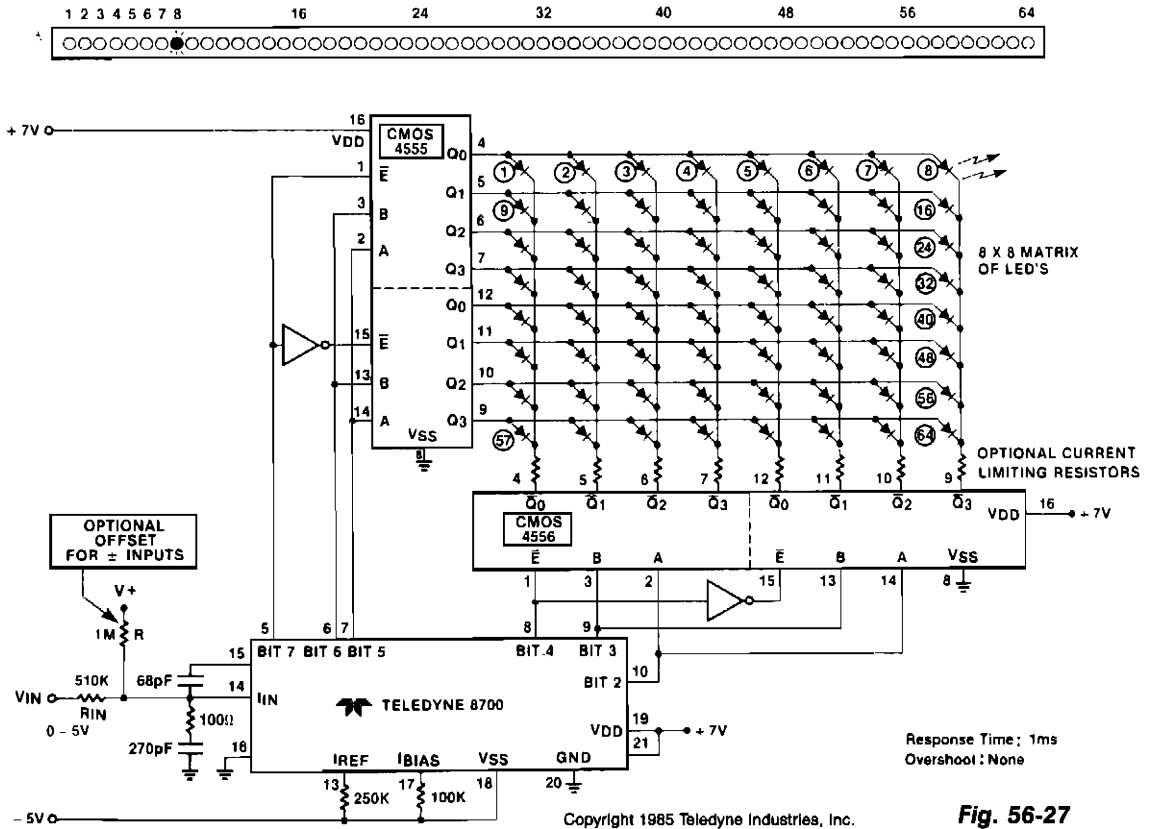 1 2 3 4 5 6 7 8 16 24 32 40 48 56 64
+ 7V
16
VDD
CMOS
4555
Q0 4
1 E̅
Q1 5
3 B
Q2 6
2 A
Q3 7
Q0 12
15 E̅
Q1 11
13 B
Q2 10
14 A
Q3 9
VSS
8
1 2 3 4 5 6 7 8
9 16
24
32
40
48
56
57 64
8 X 8 MATRIX
OF LED'S
OPTIONAL CURRENT
LIMITING RESISTORS
4 5 6 7 12 11 10 9
Q̅0 Q̅1 Q̅2 Q̅3 Q̅0 Q̅1 Q̅2 Q̅3
CMOS
4556
VDD 16 + 7V
E̅ B A E̅ B A VSS
1 3 2 15 13 14 8
OPTIONAL
OFFSET
FOR ± INPUTS
V+
1M R
5 6 7 8 9
BIT 7 BIT 6 BIT 5 BIT 4 BIT 3
15
10
BIT 2
510K
68pF
14
IIN
VIN
RIN
0 – 5V
100Ω
TELEDYNE 8700
270pF
16
VDD 19 + 7V
21
IREF IBIAS VSS GND
13 17 18 20
250K 100K
– 5V
Response Time: 1ms
Overshoot: None
Copyright 1985 Teledyne Industries, Inc.
Fig. 56-27